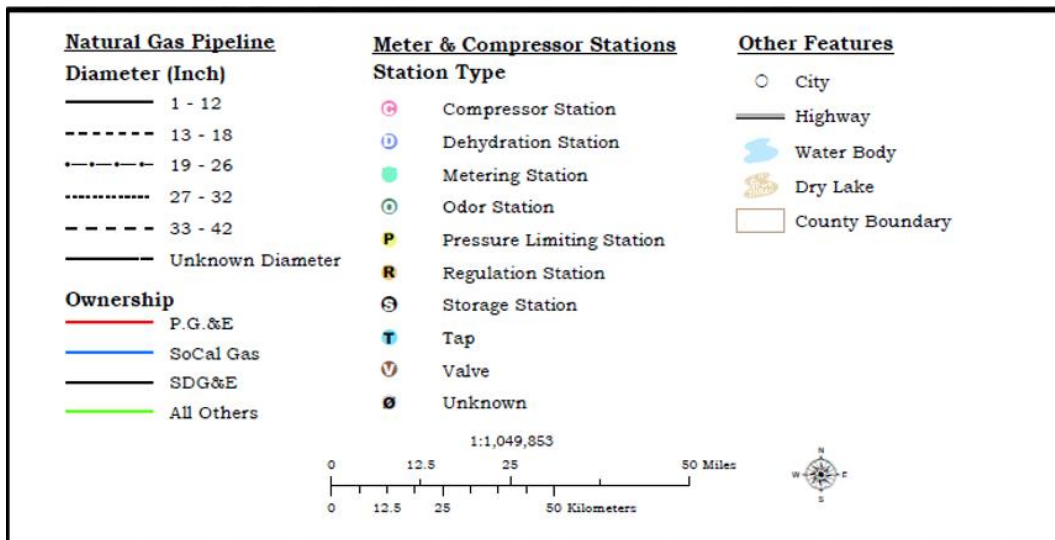 Natural Gas Pipeline
Diameter (Inch)
1 - 12
13 - 18
19 - 26
27 - 32
33 - 42
Unknown Diameter
Ownership
P.G.&E
SoCal Gas
SDG&E
All Others
Meter & Compressor Stations
Station Type
C Compressor Station
D Dehydration Station
Metering Station
O Odor Station
P Pressure Limiting Station
R Regulation Station
S Storage Station
T Tap
V Valve
Ø Unknown
Other Features
City
Highway
Water Body
Dry Lake
County Boundary
1:1,049,853
0 12.5 25 50 Miles
0 12.5 25 50 Kilometers
N
W E
S